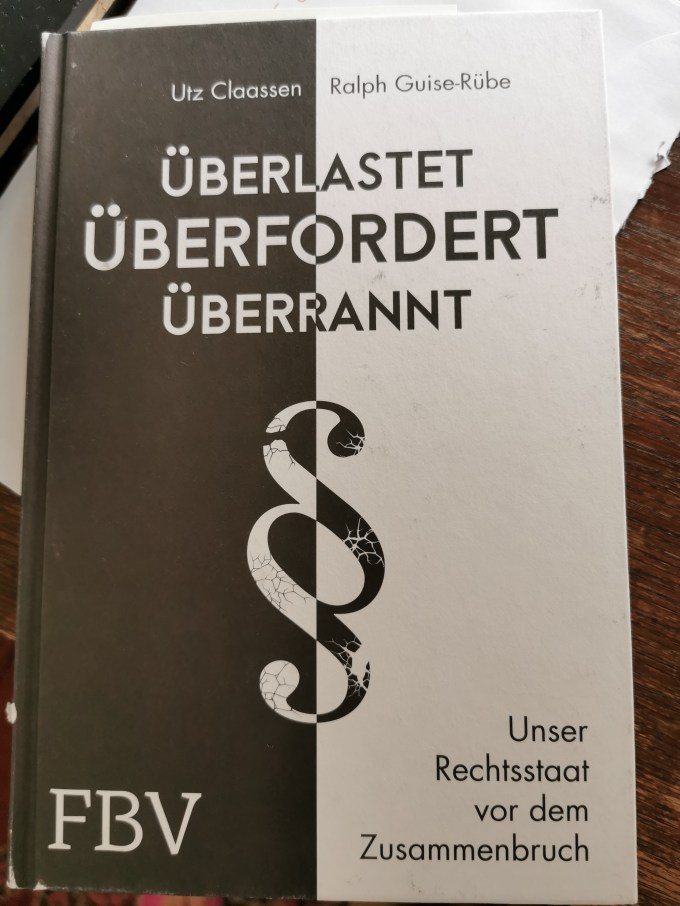 Utz Claassen Ralph Guise-Rübe
ÜBERLASTET
ÜBERFORDERT
ÜBERRANNT
§
Unser
Rechtsstaat
vor dem
Zusammenbruch
FBV